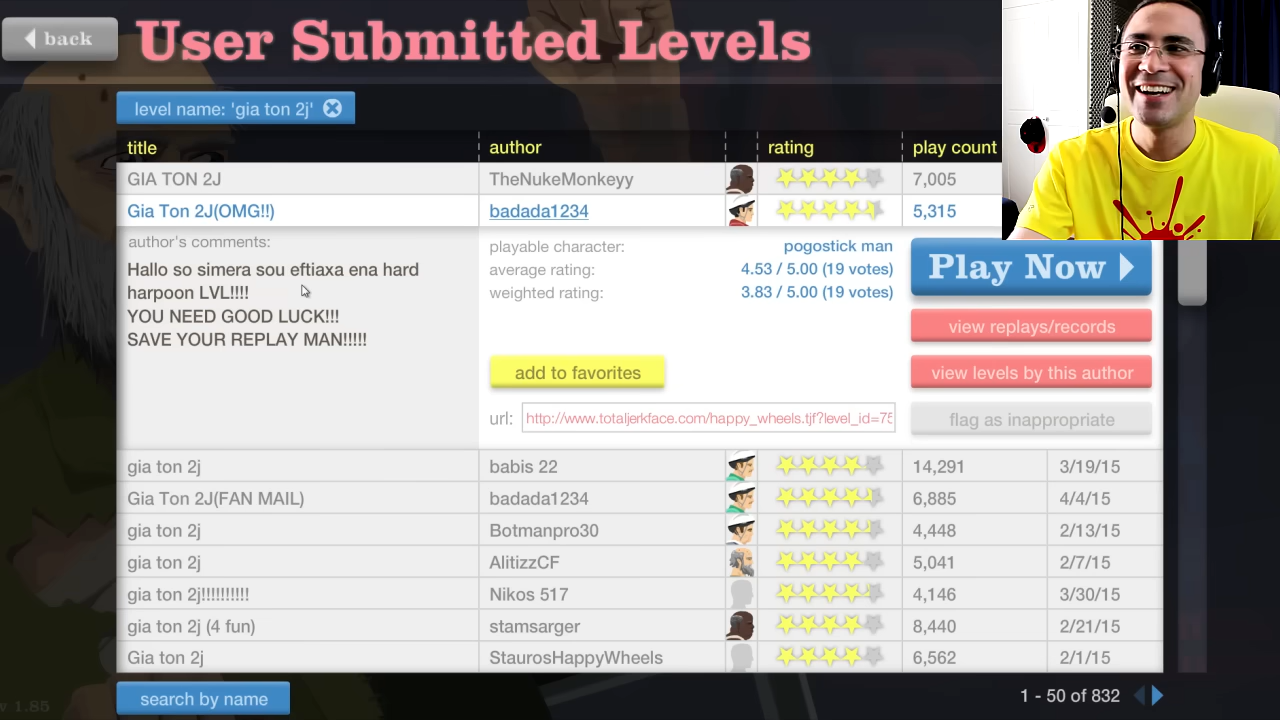 back
User Submitted Levels
level name: 'gia ton 2j'
title author rating play count
GIA TON 2J TheNukeMonkeyy 7,005
Gia Ton 2J(OMG!!) badada1234 5,315
author's comments:
Hallo so simera sou eftiaxa ena hard
harpoon LVL!!!!
YOU NEED GOOD LUCK!!!
SAVE YOUR REPLAY MAN!!!!!
playable character: pogostick man
average rating: 4.53 / 5.00 (19 votes)
weighted rating: 3.83 / 5.00 (19 votes)
add to favorites
url: http://www.totaljerkface.com/happy_wheels.tjf?level_id=75
Play Now
view replays/records
view levels by this author
flag as inappropriate
gia ton 2j babis 22 14,291 3/19/15
Gia Ton 2J(FAN MAIL) badada1234 6,885 4/4/15
gia ton 2j Botmanpro30 4,448 2/13/15
gia ton 2j AlitizzCF 5,041 2/7/15
gia ton 2j!!!!!!!!!! Nikos 517 4,146 3/30/15
gia ton 2j (4 fun) stamsarger 8,440 2/21/15
Gia ton 2j StaurosHappyWheels 6,562 2/1/15
search by name
1 - 50 of 832
v 1.85